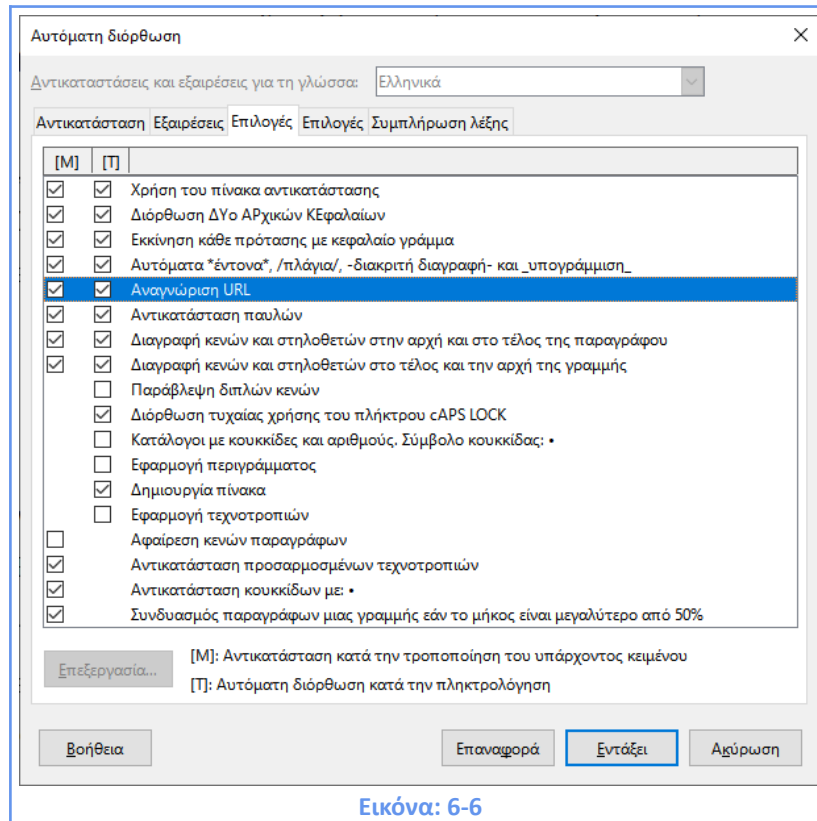 Αυτόματη διόρθωση
Αντικαταστάσεις και εξαιρέσεις για τη γλώσσα: Ελληνικά
Αντικατάσταση Εξαιρέσεις Επιλογές Επιλογές Συμπλήρωση λέξης
[M] [T]
Χρήση του πίνακα αντικατάστασης
Διόρθωση ΔΥο ΑΡχικών ΚΕφαλαίων
Εκκίνηση κάθε πρότασης με κεφαλαίο γράμμα
Αυτόματα *έντονα*, /πλάγια/, -διακριτή διαγραφή- και _υπογράμμιση_
Αναγνώριση URL
Αντικατάσταση παυλών
Διαγραφή κενών και στηλοθετών στην αρχή και στο τέλος της παραγράφου
Διαγραφή κενών και στηλοθετών στο τέλος και την αρχή της γραμμής
Παράβλεψη διπλών κενών
Διόρθωση τυχαίας χρήσης του πλήκτρου cAPS LOCK
Κατάλογοι με κουκκίδες και αριθμούς. Σύμβολο κουκκίδας: •
Εφαρμογή περιγράμματος
Δημιουργία πίνακα
Εφαρμογή τεχνοτροπιών
Αφαίρεση κενών παραγράφων
Αντικατάσταση προσαρμοσμένων τεχνοτροπιών
Αντικατάσταση κουκκίδων με: •
Συνδυασμός παραγράφων μιας γραμμής εάν το μήκος είναι μεγαλύτερο από 50%
Επεξεργασία...
[M]: Αντικατάσταση κατά την τροποποίηση του υπάρχοντος κειμένου
[T]: Αυτόματη διόρθωση κατά την πληκτρολόγηση
Βοήθεια Επαναφορά Εντάξει Ακύρωση
Εικόνα: 6-6